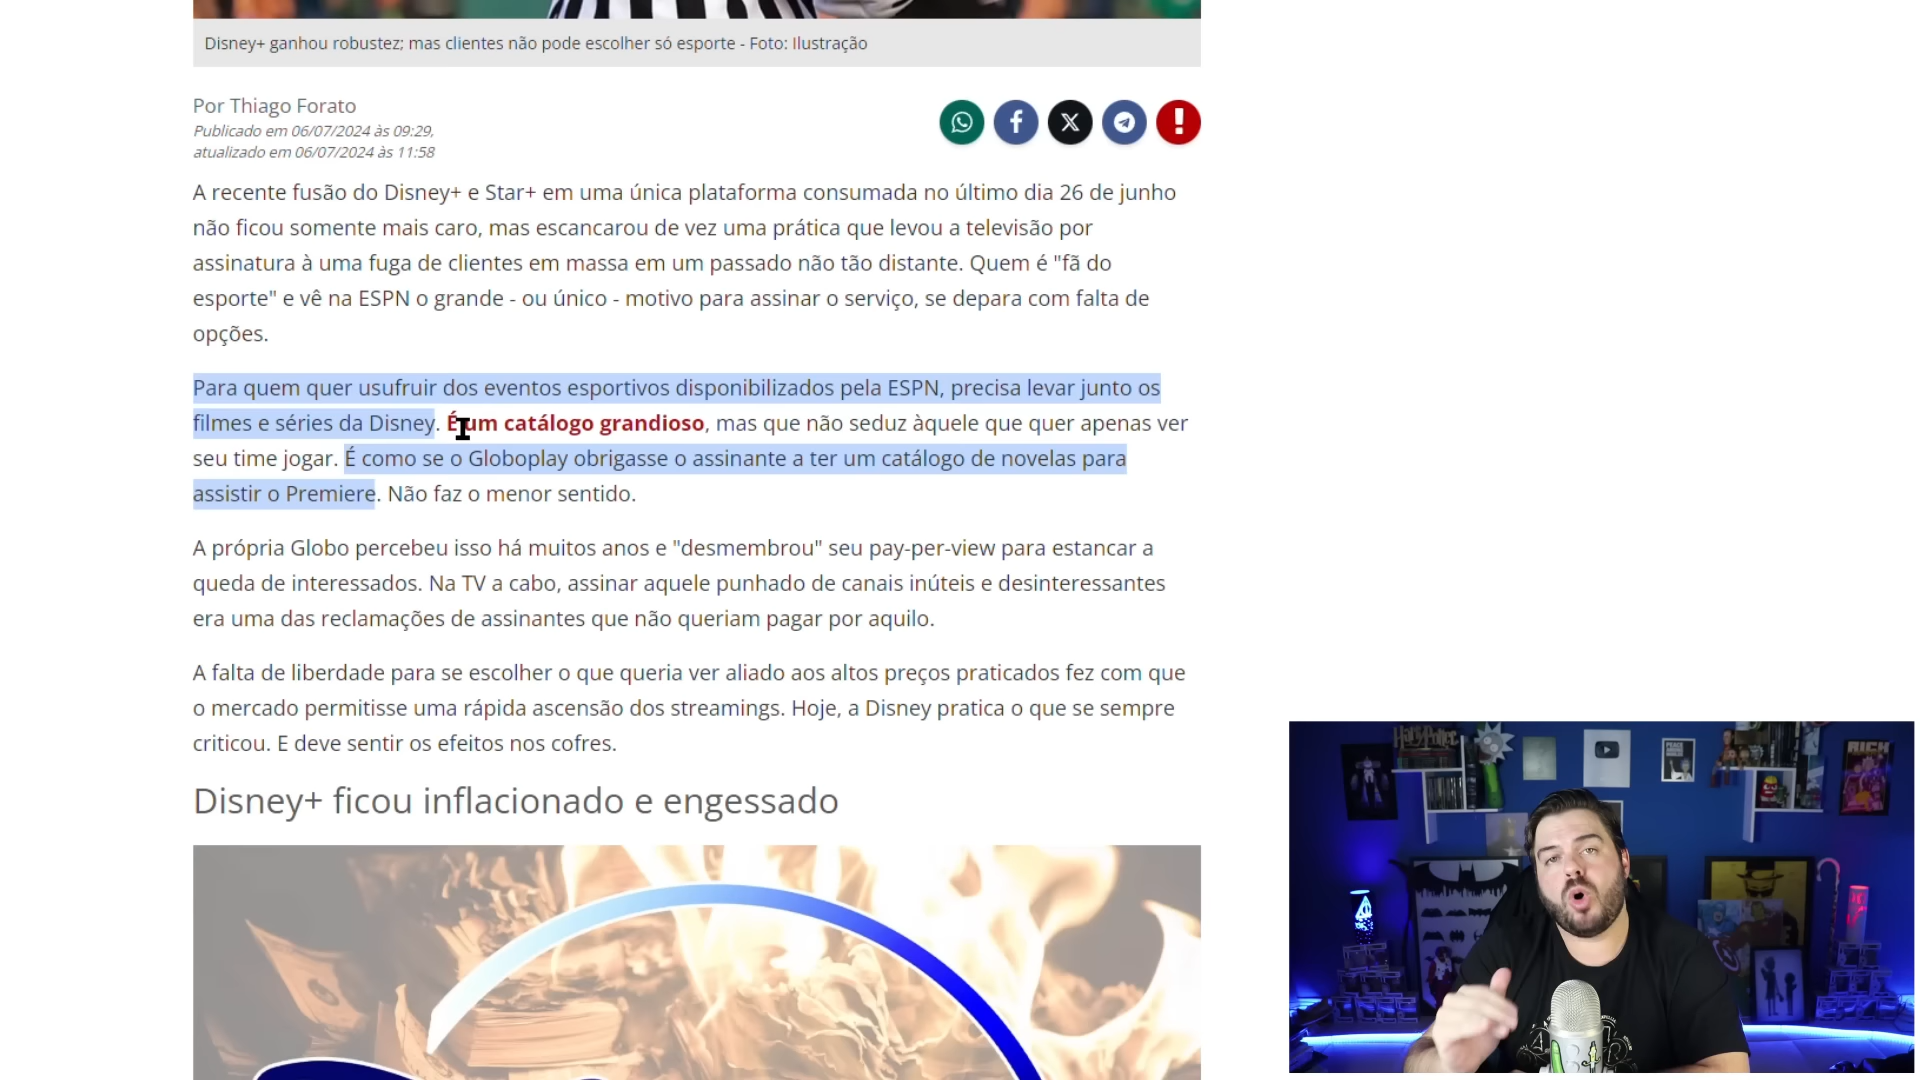 Disney+ ganhou robustez; mas clientes não pode escolher só esporte - Foto: Ilustração
Por Thiago Forato
Publicado em 06/07/2024 às 09:29,
atualizado em 06/07/2024 às 11:58
A recente fusão do Disney+ e Star+ em uma única plataforma consumada no último dia 26 de junho
não ficou somente mais caro, mas escancarou de vez uma prática que levou a televisão por
assinatura à uma fuga de clientes em massa em um passado não tão distante. Quem é "fã do
esporte" e vê na ESPN o grande - ou único - motivo para assinar o serviço, se depara com falta de
opções.
Para quem quer usufruir dos eventos esportivos disponibilizados pela ESPN, precisa levar junto os
filmes e séries da Disney. É um catálogo grandioso, mas que não seduz àquele que quer apenas ver
seu time jogar. É como se o Globoplay obrigasse o assinante a ter um catálogo de novelas para
assistir o Premiere. Não faz o menor sentido.
A própria Globo percebeu isso há muitos anos e "desmembrou" seu pay-per-view para estancar a
queda de interessados. Na TV a cabo, assinar aquele punhado de canais inúteis e desinteressantes
era uma das reclamações de assinantes que não queriam pagar por aquilo.
A falta de liberdade para se escolher o que queria ver aliado aos altos preços praticados fez com que
o mercado permitisse uma rápida ascensão dos streamings. Hoje, a Disney pratica o que se sempre
criticou. E deve sentir os efeitos nos cofres.
Disney+ ficou inflacionado e engessado
Harry Potter
RICH